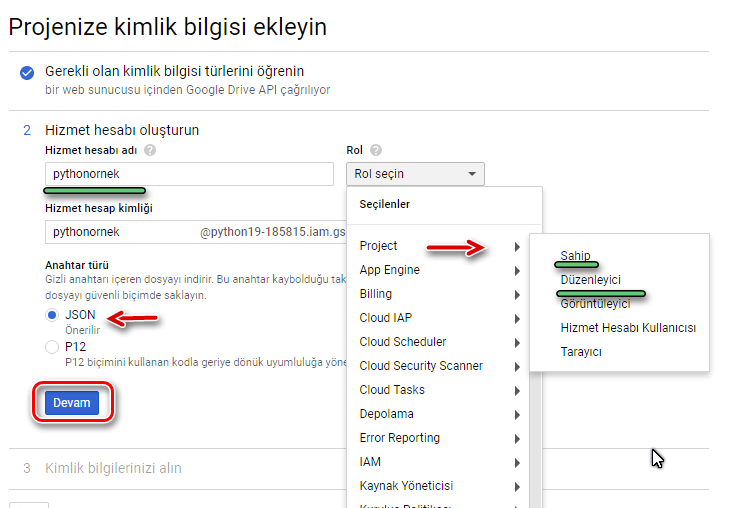 Projenize kimlik bilgisi ekleyin
Gerekli olan kimlik bilgisi türlerini öğrenin
bir web sunucusu içinden Google Drive API çağrılıyor
2 Hizmet hesabı oluşturun
Hizmet hesabı adı ?
pythonornek
Rol ?
Rol seçin
Hizmet hesap kimliği
pythonornek @python19-185815.iam.gs
Anahtar türü
Gizli anahtarı içeren dosyayı indirir. Bu anahtar kaybolduğu tak
dosyayı güvenli biçimde saklayın.
JSON
Önerilir
P12
P12 biçimini kullanan kodla geriye dönük uyumluluğa yöne
Devam
3 Kimlik bilgilerinizi alın
Seçilenler
Project
App Engine
Billing
Cloud IAP
Cloud Scheduler
Cloud Security Scanner
Cloud Tasks
Depolama
Error Reporting
IAM
Kaynak Yöneticisi
Kuruluş Politikası
Sahip
Düzenleyici
Görüntüleyici
Hizmet Hesabı Kullanıcısı
Tarayıcı